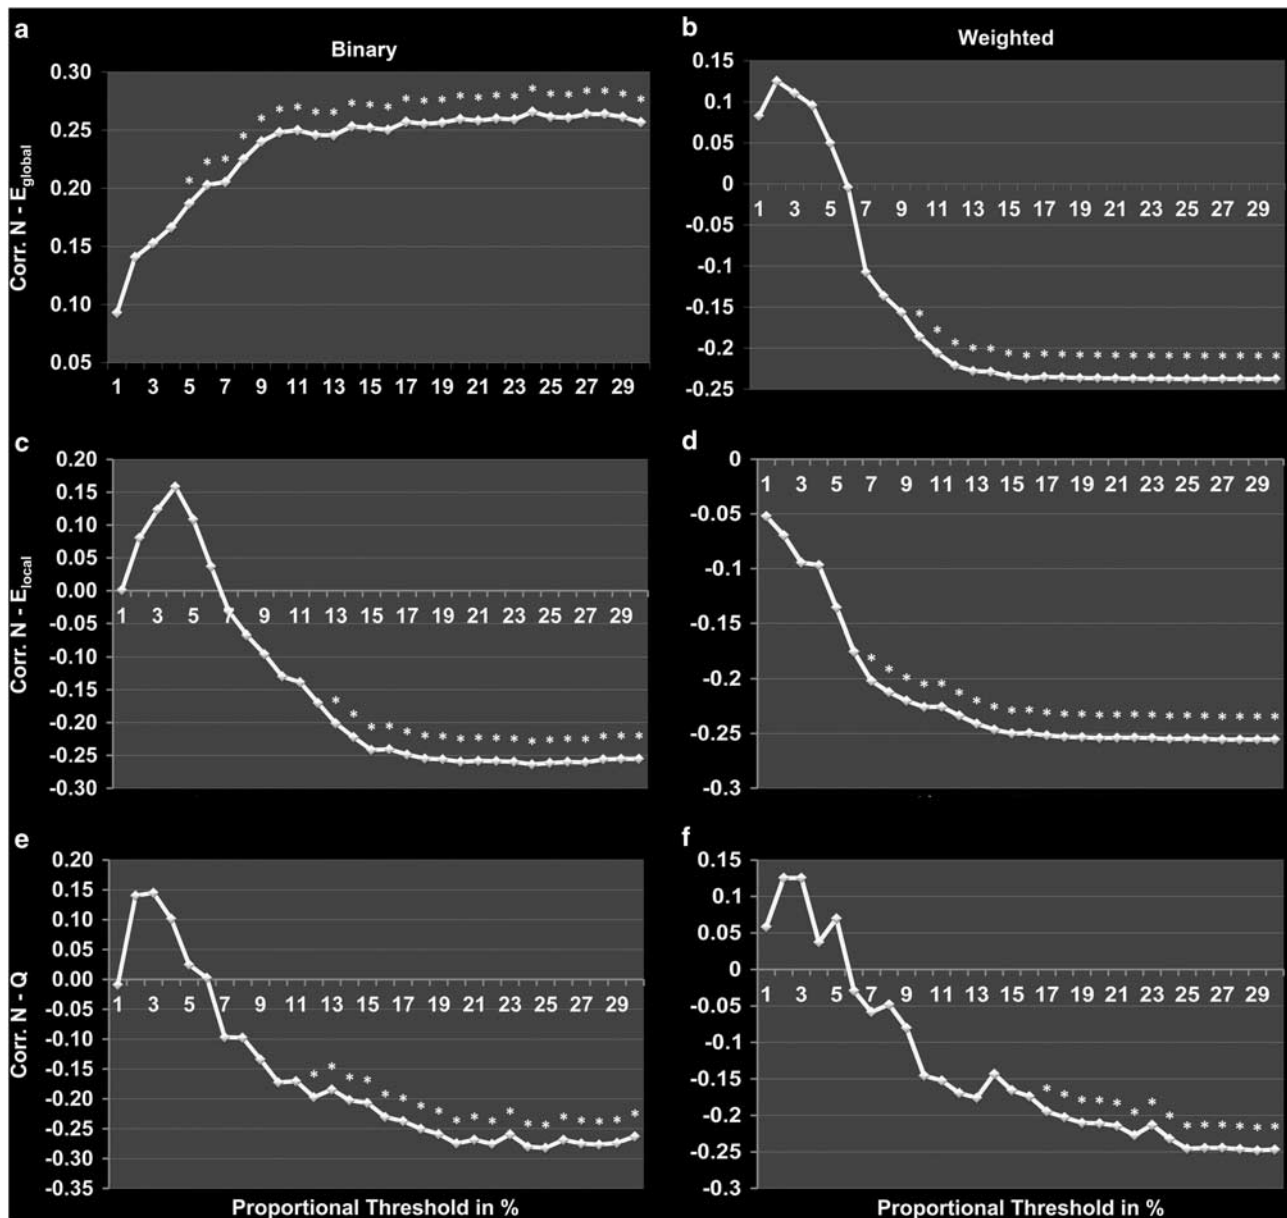 a
Binary
0.30
0.25
0.20
0.15
0.10
0.05
Corr. N - Eglobal
* * * * * * * * * * * * * * * * * * * * * * * * * *
1 3 5 7 9 11 13 15 17 19 21 23 25 27 29
b
Weighted
0.15
0.1
0.05
0
-0.05
-0.1
-0.15
-0.2
-0.25
1 3 5 7 9 11 13 15 17 19 21 23 25 27 29
* * * * * * * * * * * * * * * * * * * * *
c
0.20
0.15
0.10
0.05
0.00
-0.05
-0.10
-0.15
-0.20
-0.25
-0.30
Corr. N - Elocal
1 3 5 7 9 11 13 15 17 19 21 23 25 27 29
* * * * * * * * * * * * * * * * * *
d
0
-0.05
-0.1
-0.15
-0.2
-0.25
-0.3
1 3 5 7 9 11 13 15 17 19 21 23 25 27 29
* * * * * * * * * * * * * * * * * * * * * * * *
e
0.20
0.15
0.10
0.05
0.00
-0.05
-0.10
-0.15
-0.20
-0.25
-0.30
-0.35
Corr. N - Q
1 3 5 7 9 11 13 15 17 19 21 23 25 27 29
* * * * * * * * * * * * * * * * * * *
Proportional Threshold in %
f
0.15
0.1
0.05
0
-0.05
-0.1
-0.15
-0.2
-0.25
-0.3
1 3 5 7 9 11 13 15 17 19 21 23 25 27 29
* * * * * * * * * * * * * *
Proportional Threshold in %